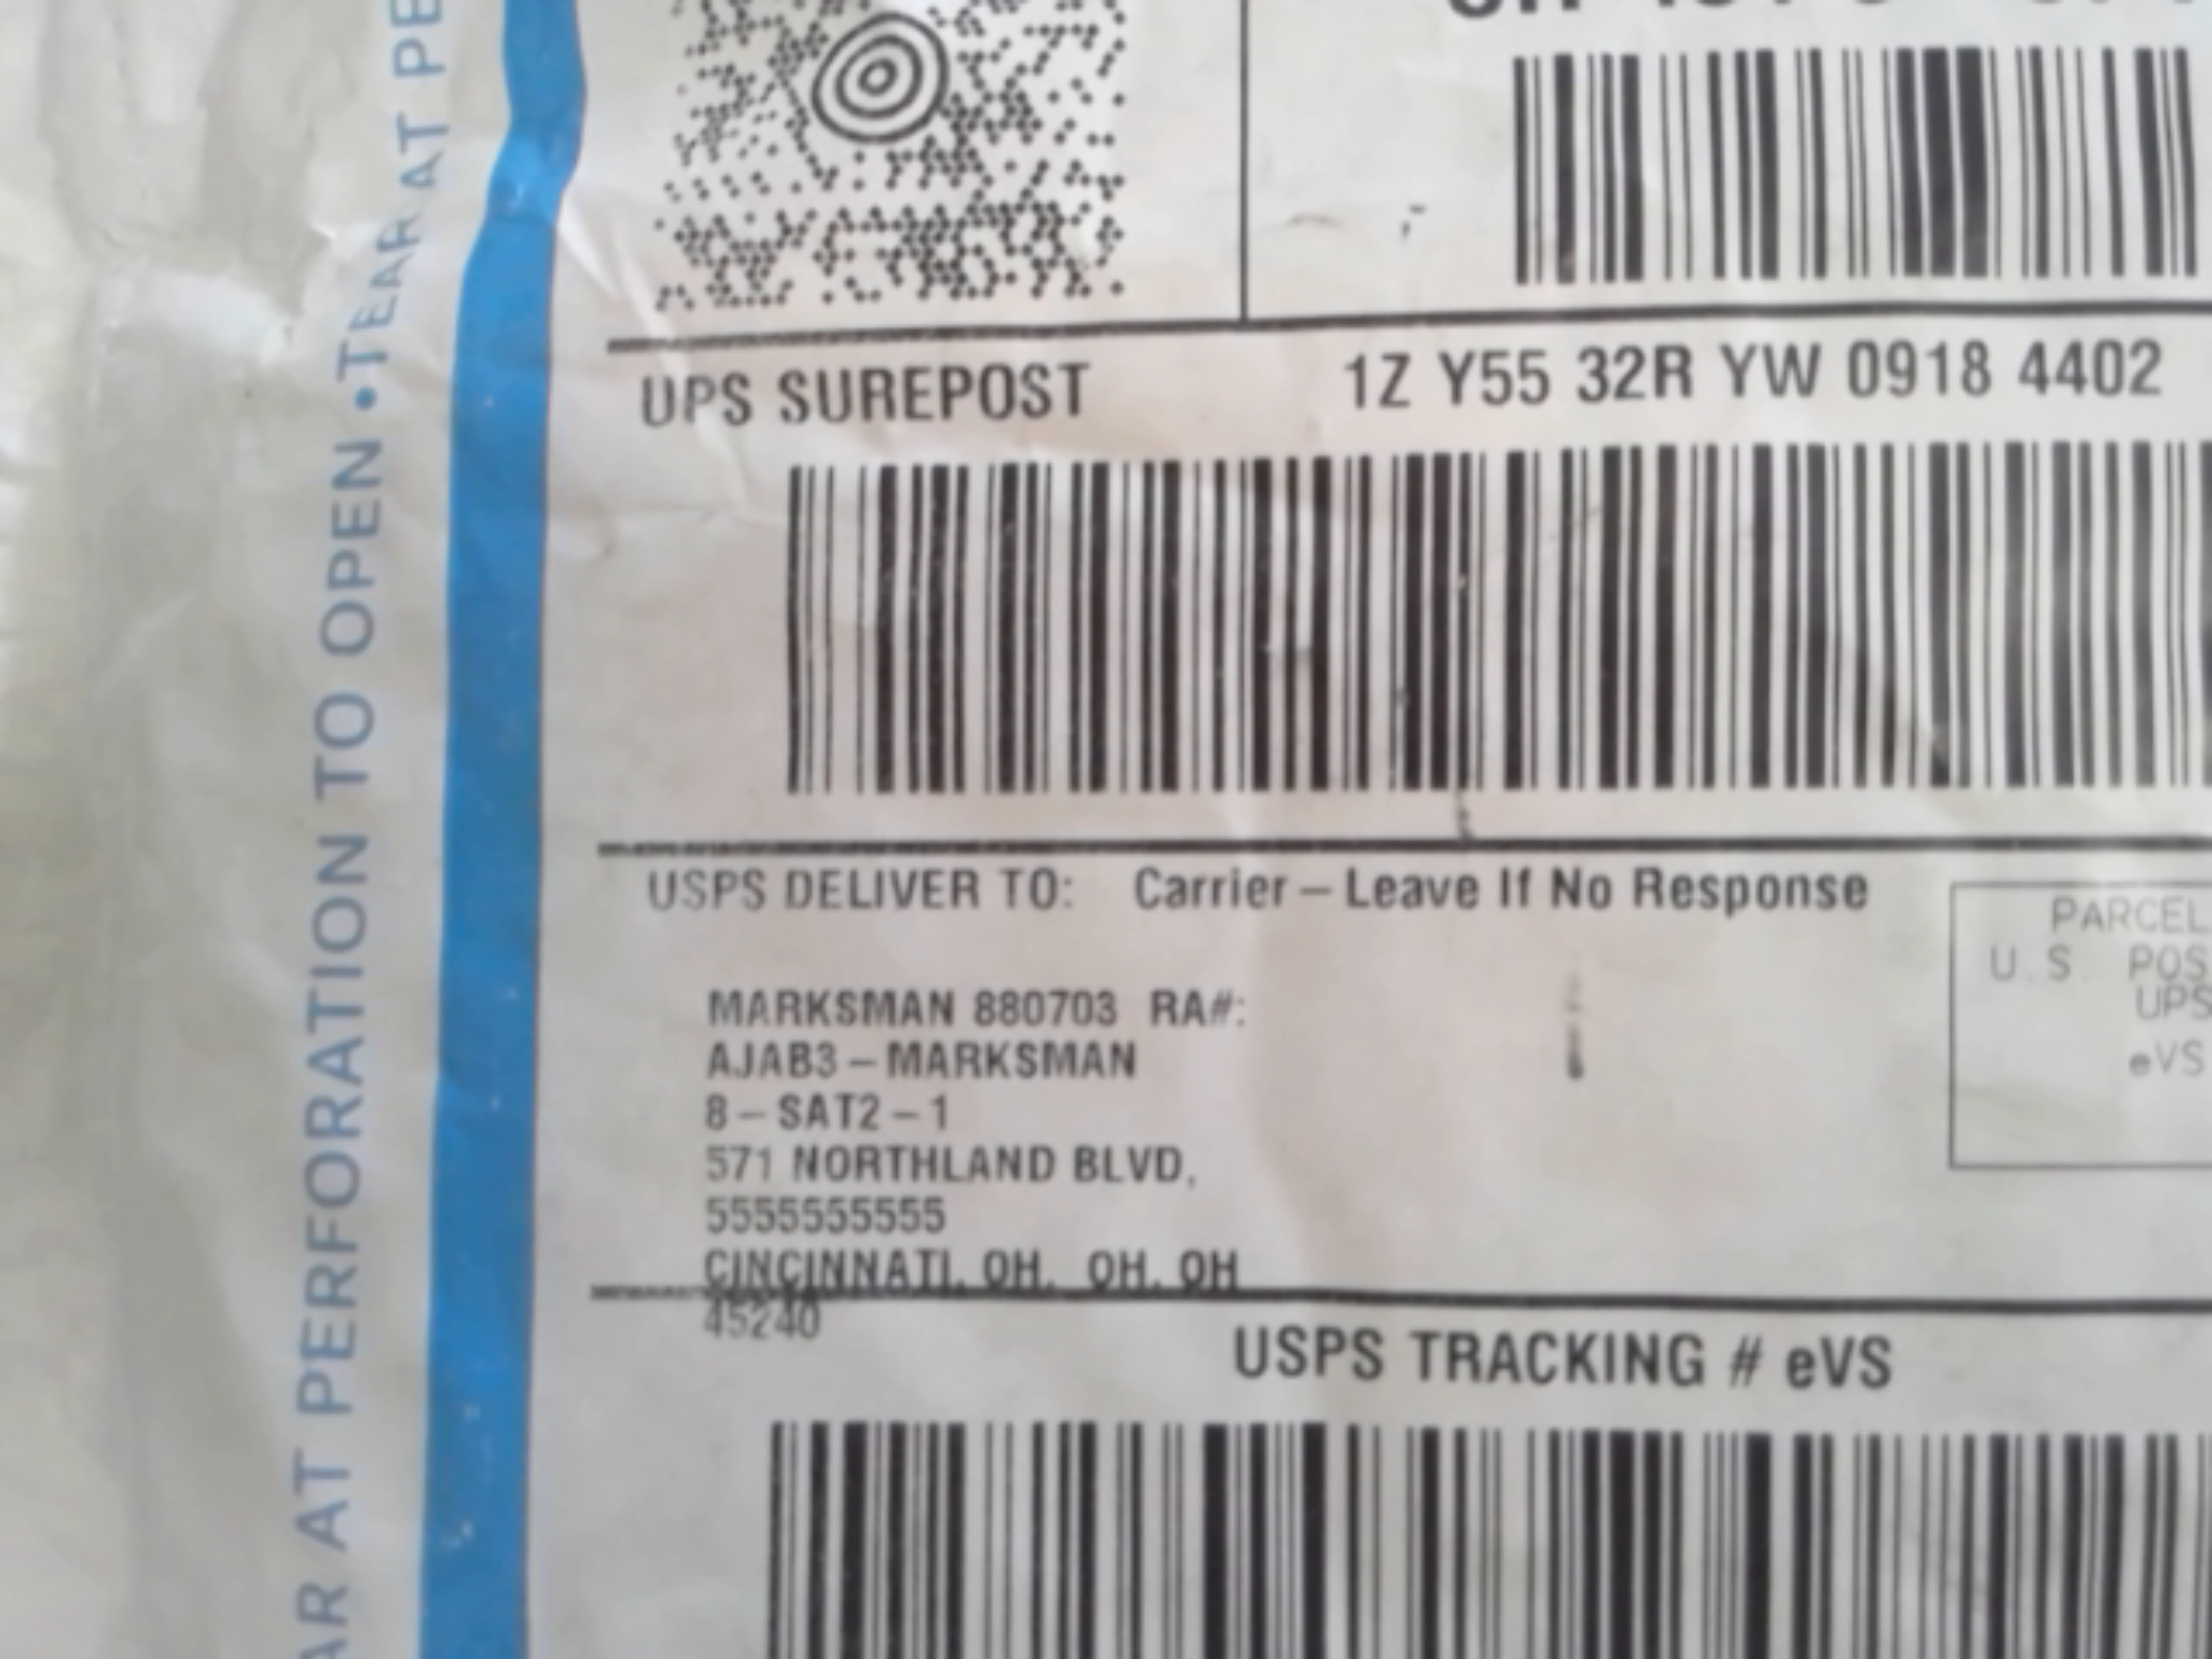 TEAR AT PE
AR AT PERFORATION TO OPEN •
UPS SUREPOST 1Z Y55 32R YW 0918 4402
USPS DELIVER TO: Carrier – Leave If No Response
PARCEL
U.S. POS
UPS
eVS
MARKSMAN 880703 RA#:
AJAB3 – MARKSMAN
8 – SAT2 – 1
571 NORTHLAND BLVD,
5555555555
CINCINNATI, OH, OH, OH
45240
USPS TRACKING # eVS